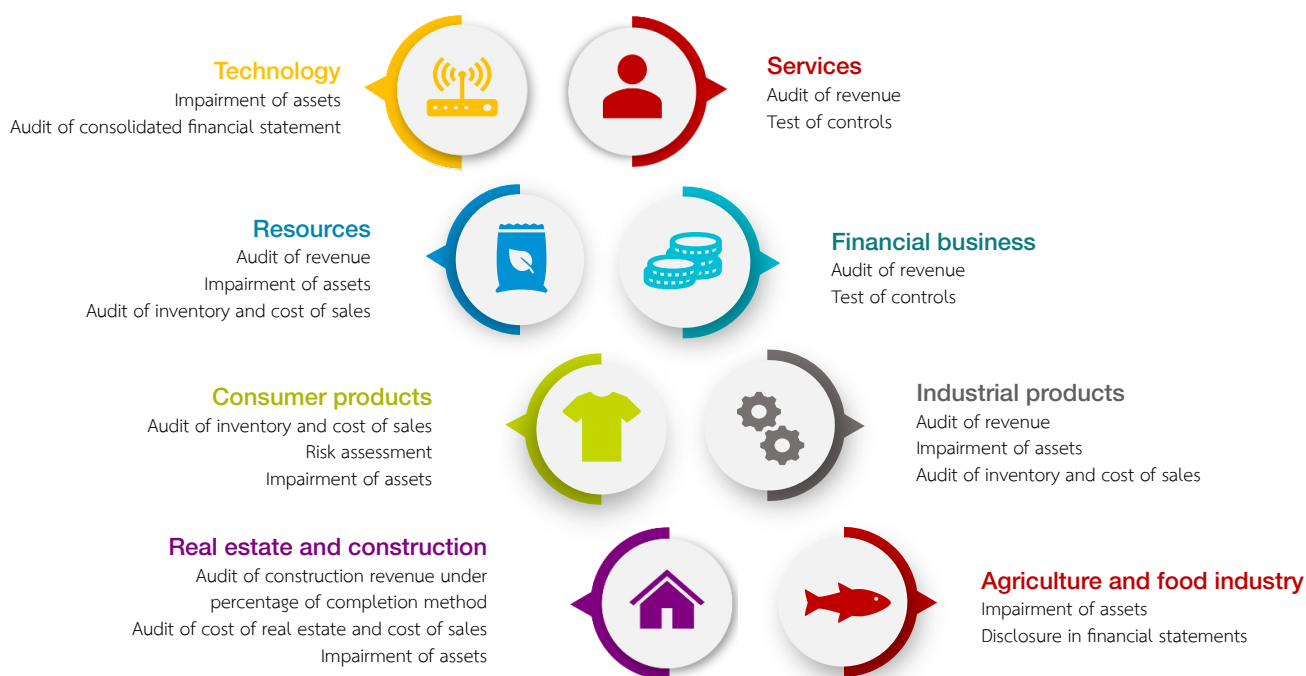 Technology
Impairment of assets
Audit of consolidated financial statement
Services
Audit of revenue
Test of controls
Resources
Audit of revenue
Impairment of assets
Audit of inventory and cost of sales
Financial business
Audit of revenue
Test of controls
Consumer products
Audit of inventory and cost of sales
Risk assessment
Impairment of assets
Industrial products
Audit of revenue
Impairment of assets
Audit of inventory and cost of sales
Real estate and construction
Audit of construction revenue under
percentage of completion method
Audit of cost of real estate and cost of sales
Impairment of assets
Agriculture and food industry
Impairment of assets
Disclosure in financial statements